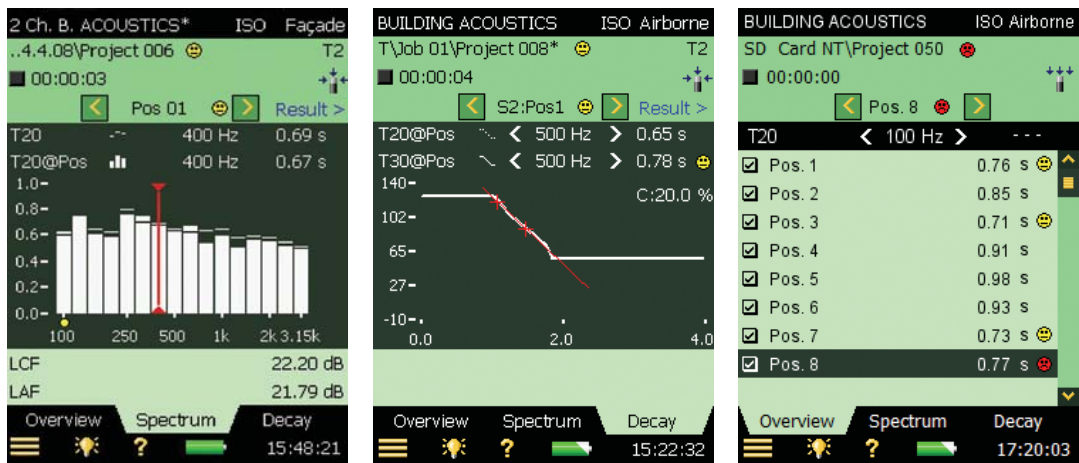 2 Ch. B. ACOUSTICS* ISO Façade
..4.4.08\Project 006 T2
00:00:03
< Pos 01 > Result >
T20 400 Hz 0.69 s
T20@Pos 400 Hz 0.67 s
1.0-
0.8-
0.6-
0.4-
0.2-
0.0-
100 250 500 1k 2k 3.15k
LCF 22.20 dB
LAF 21.79 dB
Overview Spectrum Decay
? 15:48:21
BUILDING ACOUSTICS ISO Airborne
T\Job 01\Project 008* T2
00:00:04
< S2:Pos1 > Result >
T20@Pos < 500 Hz > 0.65 s
T30@Pos < 500 Hz > 0.78 s
140-
C:20.0 %
102-
65-
27-
-10-
0.0 2.0 4.0
Overview Spectrum Decay
? 15:22:32
BUILDING ACOUSTICS ISO Airborne
SD Card NT\Project 050
00:00:00
< Pos. 8 >
T20 < 100 Hz > - - -
Pos. 1 0.76 s
Pos. 2 0.85 s
Pos. 3 0.71 s
Pos. 4 0.91 s
Pos. 5 0.98 s
Pos. 6 0.93 s
Pos. 7 0.73 s
Pos. 8 0.77 s
Overview Spectrum Decay
? 17:20:03